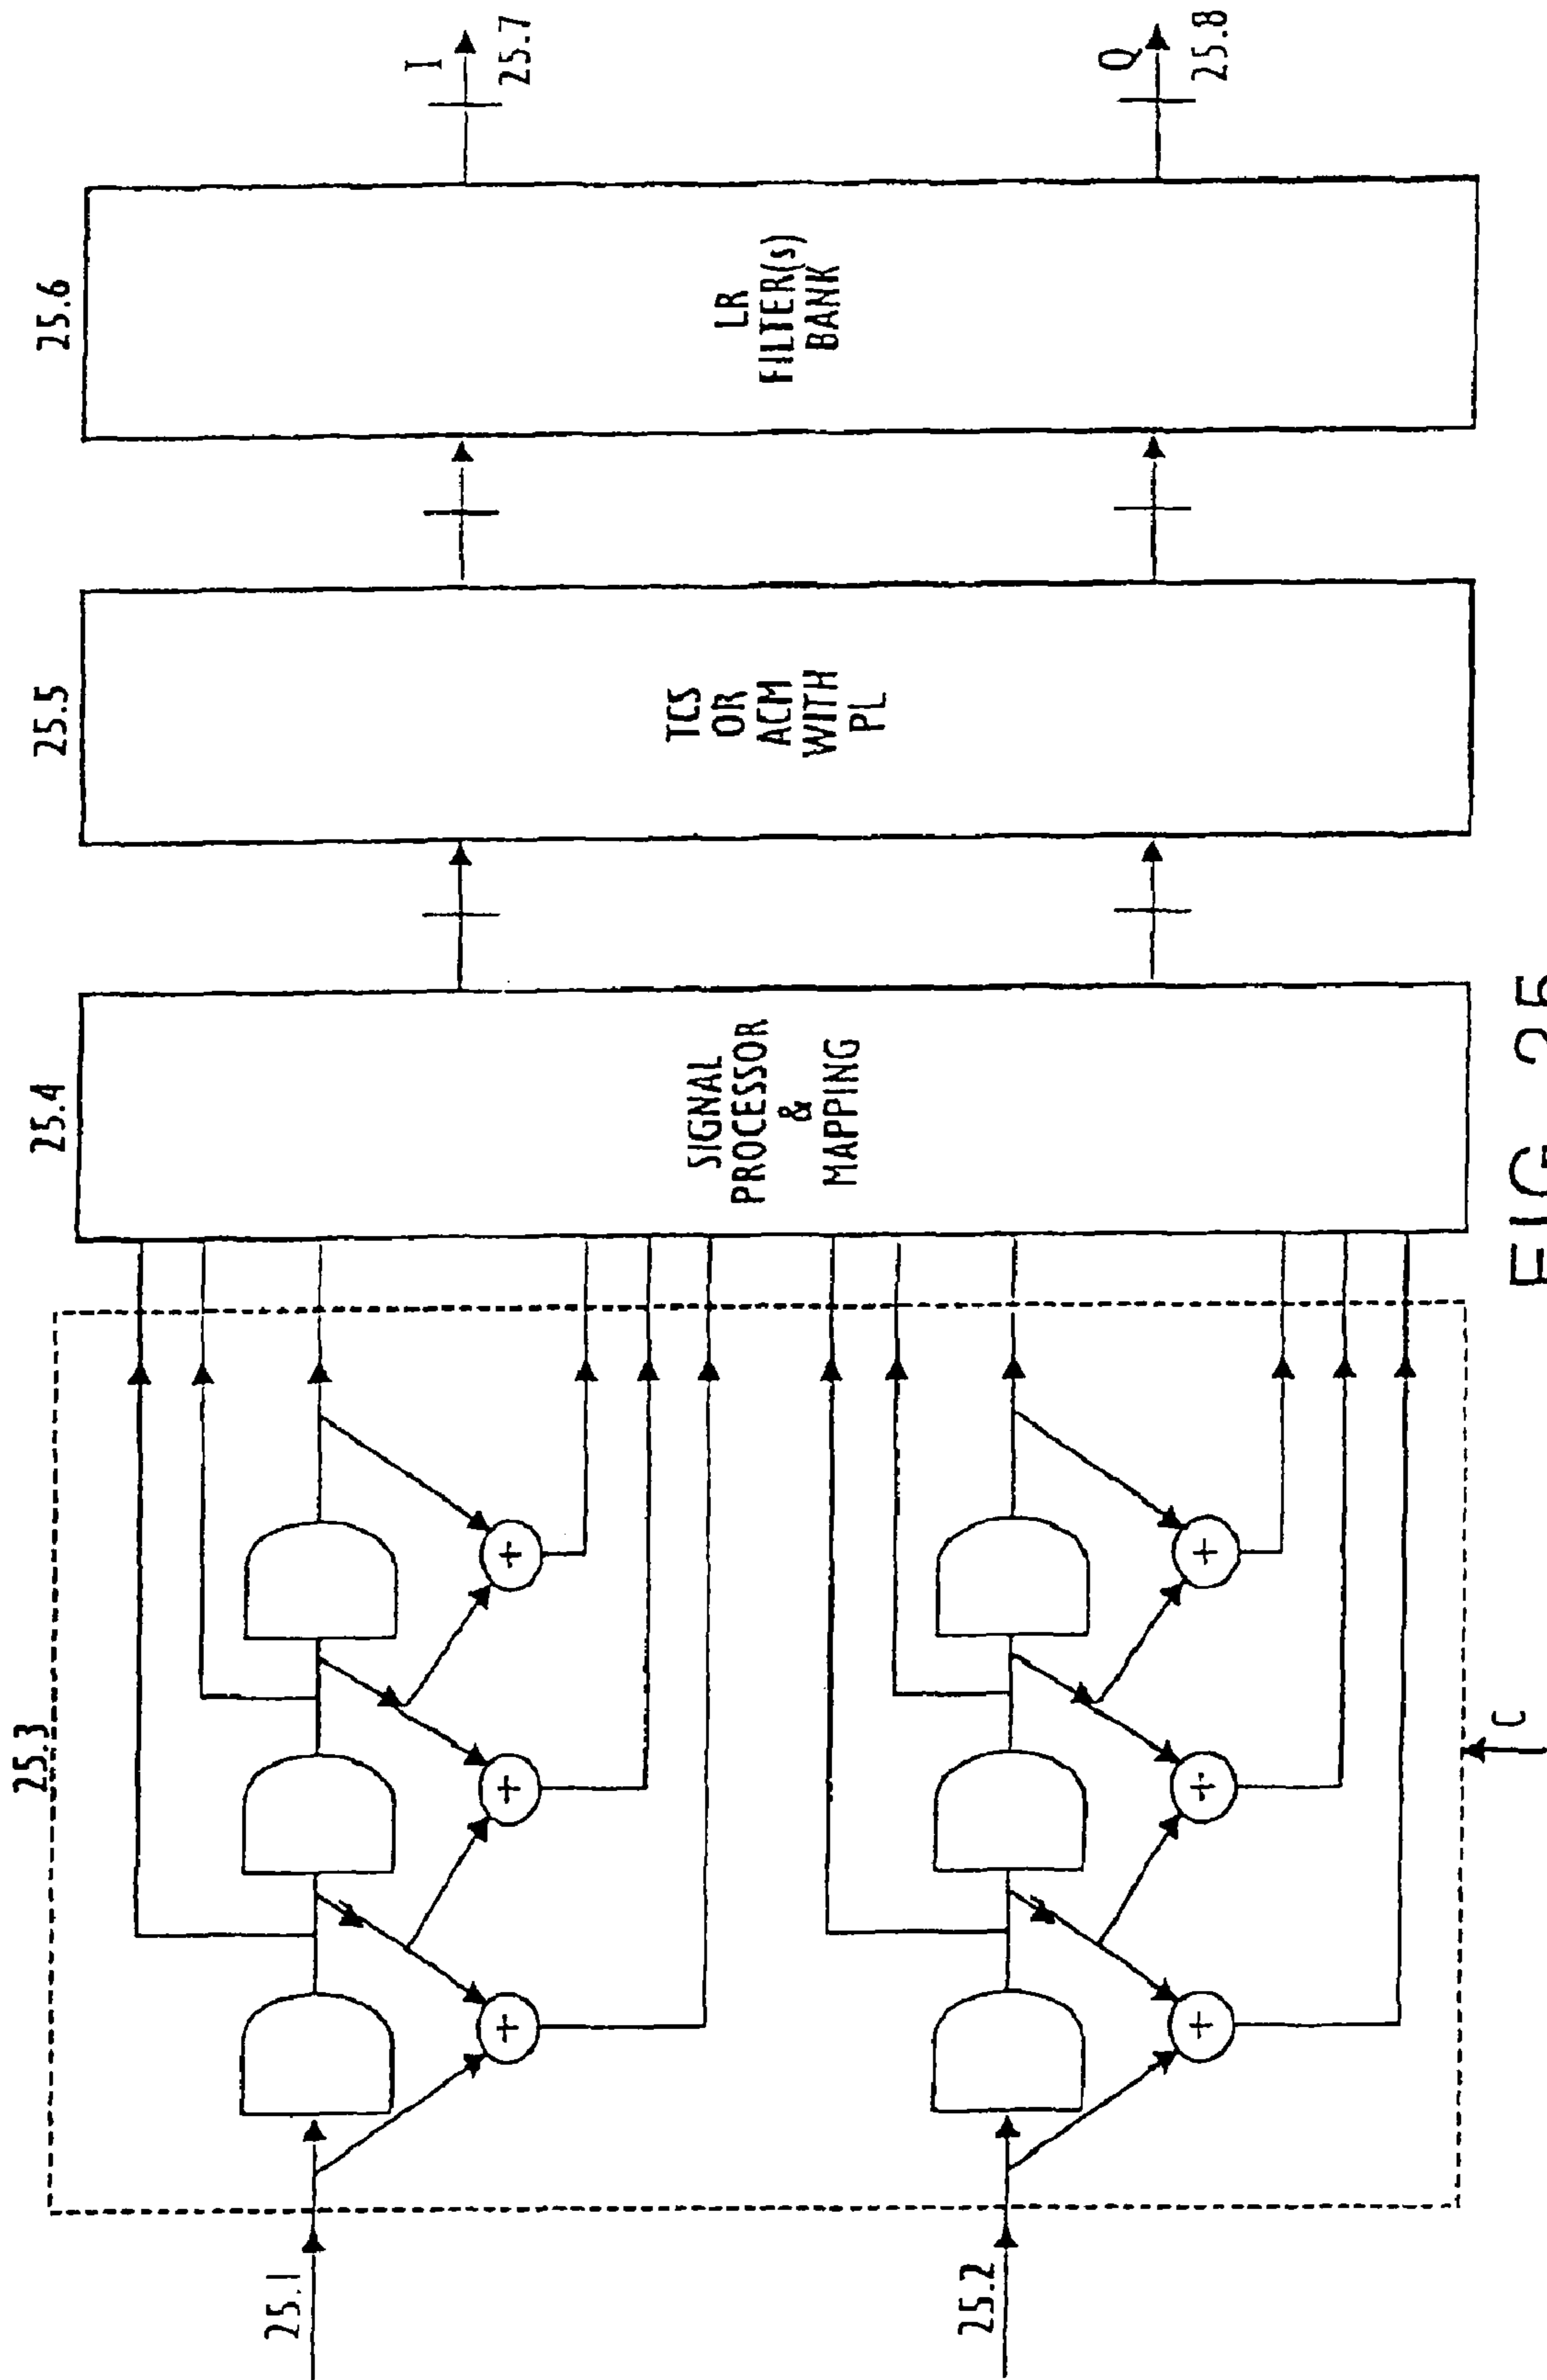 25.1
25.2
25.3
+
+
+
+
+
+
C
25.4
SIGNAL
PROCESSOR
&
MAPPING
25.5
TCS
OR
ACM
WITH
PL
25.6
LR
FILTER(s)
BANK
I
25.7
Q
25.8
FIG 25